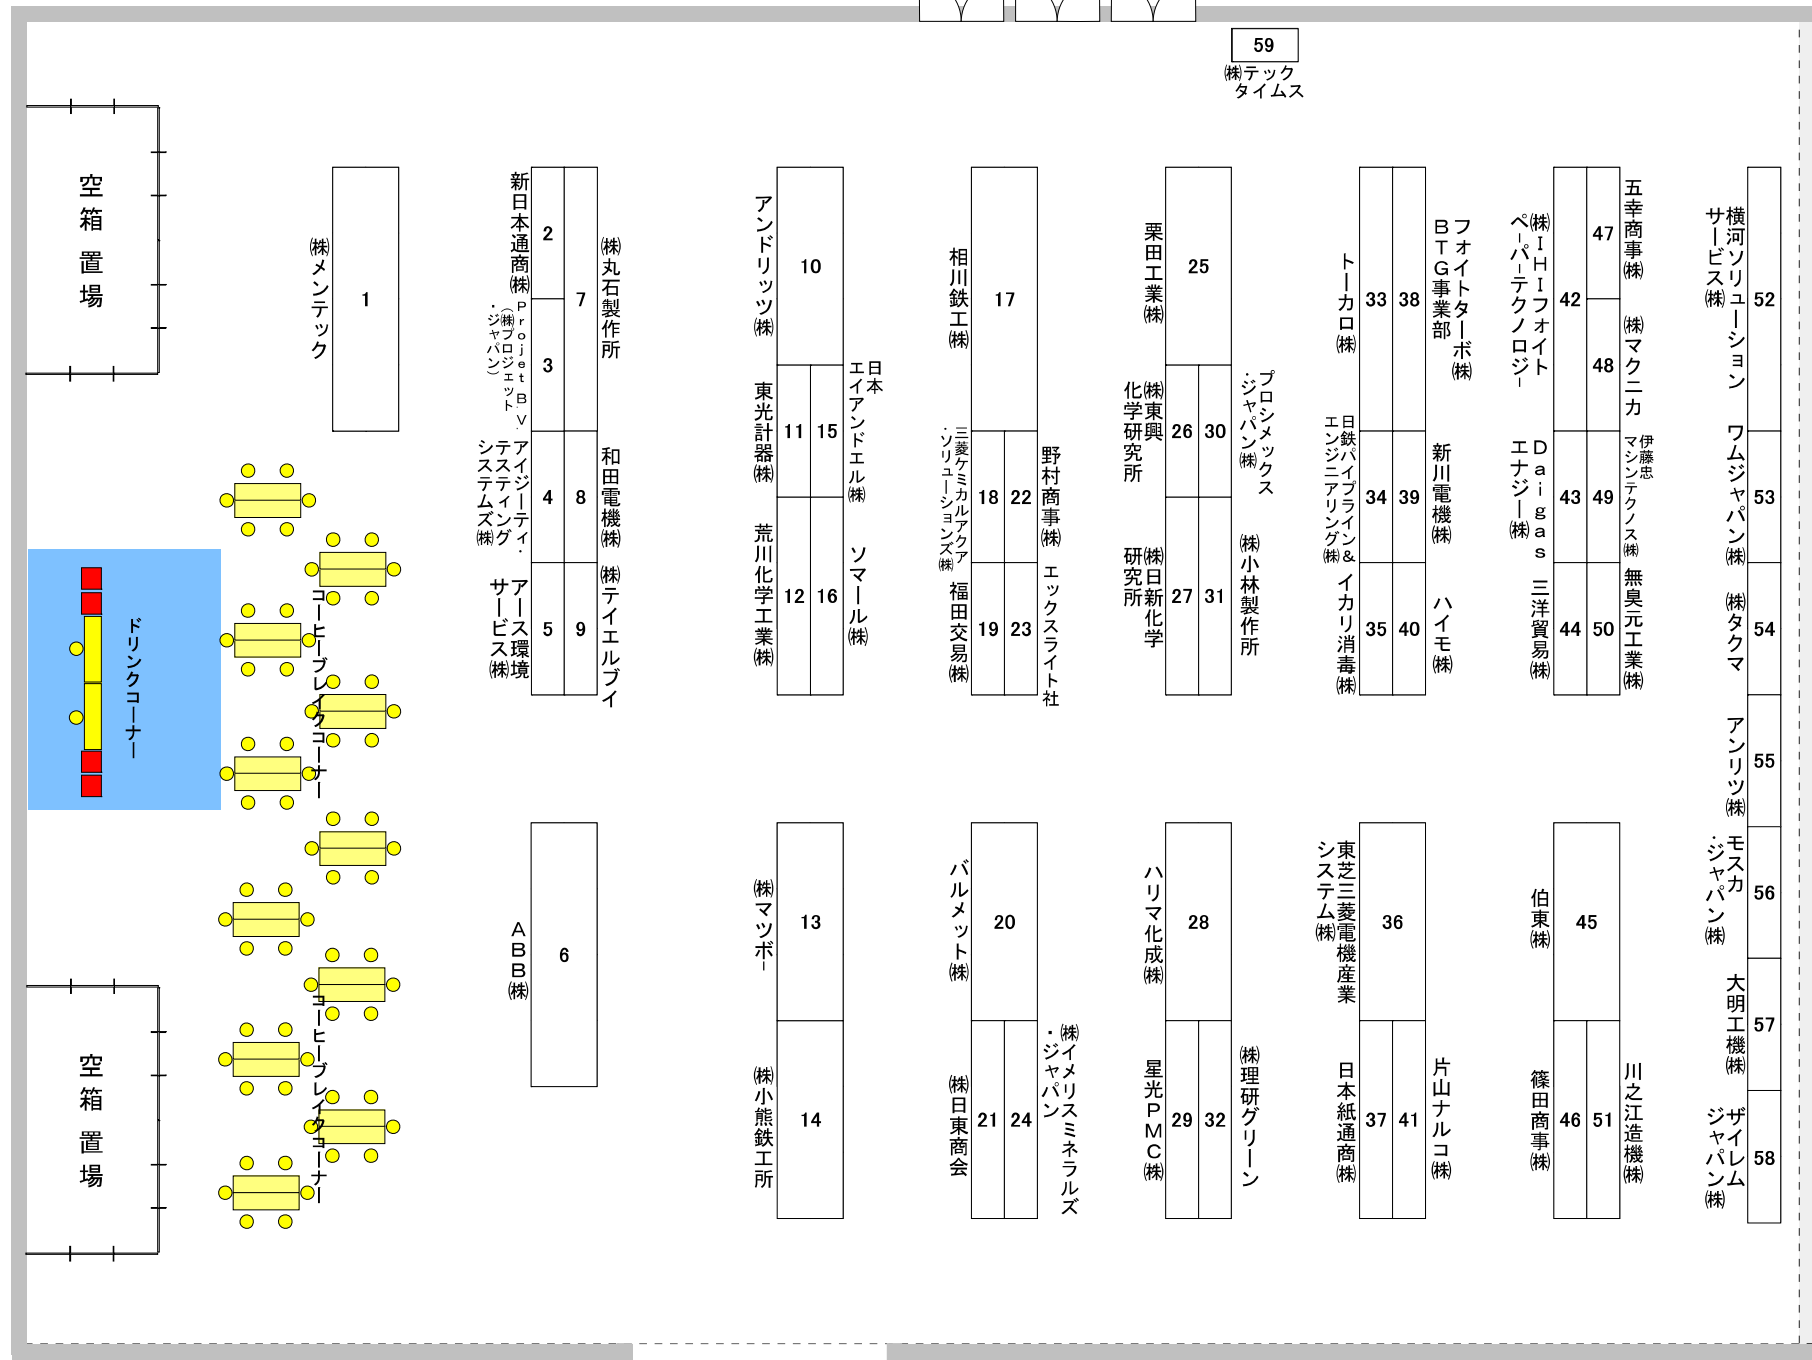 59
㈱テック
タイムス
空箱置場
㈱メンテック
1
新日本通商㈱
2
Projet BV.
(㈱プロジェット
・ジャパン)
3
㈱丸石製作所
7
アイジーティ・
テスティング
システムズ㈱
4
8
和田電機㈱
アース環境
サービス㈱
5
9
㈱テイエルブイ
アンドリッツ㈱
10
東光計器㈱
11
15
日本
エイアンドエル㈱
荒川化学工業㈱
12
16
ソマール㈱
相川鉄工㈱
17
三菱ケミカルアクア
・ソリューションズ㈱
18
22
野村商事㈱
福田交易㈱
19
23
エックスライト社
栗田工業㈱
25
㈱東興
化学研究所
26
30
プロシメックス
・ジャパン㈱
㈱日新化学
研究所
27
31
㈱小林製作所
トーカロ㈱
33
38
フォイトターボ㈱
BTG事業部
日鉄パイプライン&
エンジニアリング㈱
34
39
新川電機㈱
イカリ消毒㈱
35
40
ハイモ㈱
㈱IHIフォイト
ペーパーテクノロジー
42
47
五幸商事㈱
48
㈱マクニカ
Daigas
エナジー㈱
43
49
伊藤忠
マシンテクノス㈱
三洋貿易㈱
44
50
無臭元工業㈱
横河ソリューション
サービス㈱
52
ワムジャパン㈱
53
㈱タクマ
54
アンリツ㈱
55
モスカ
・ジャパン㈱
56
大明工機㈱
57
ザイレム
ジャパン㈱
58
ドリンクコーナー
コーヒーブレイクコーナー
コーヒーブレイクコーナー
空箱置場
ABB㈱
6
㈱マツボー
13
㈱小熊鉄工所
14
バルメット㈱
20
㈱日東商会
21
24
㈱イメリスミネラルズ
・ジャパン
ハリマ化成㈱
28
星光PMC㈱
29
32
㈱理研グリーン
東芝三菱電機産業
システム㈱
36
日本紙通商㈱
37
41
片山ナルコ㈱
伯東㈱
45
篠田商事㈱
46
51
川之江造機㈱